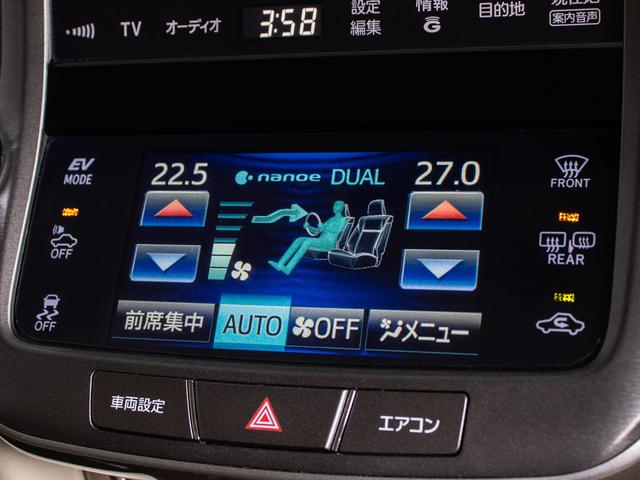 TV オーディオ 3:58 設定 情報 目的地
編集 G 案内音声
EV
MODE
22.5 nanoe DUAL 27.0
FRONT
OFF
REAR
OFF
前席集中 AUTO OFF メニュー
車両設定 エアコン